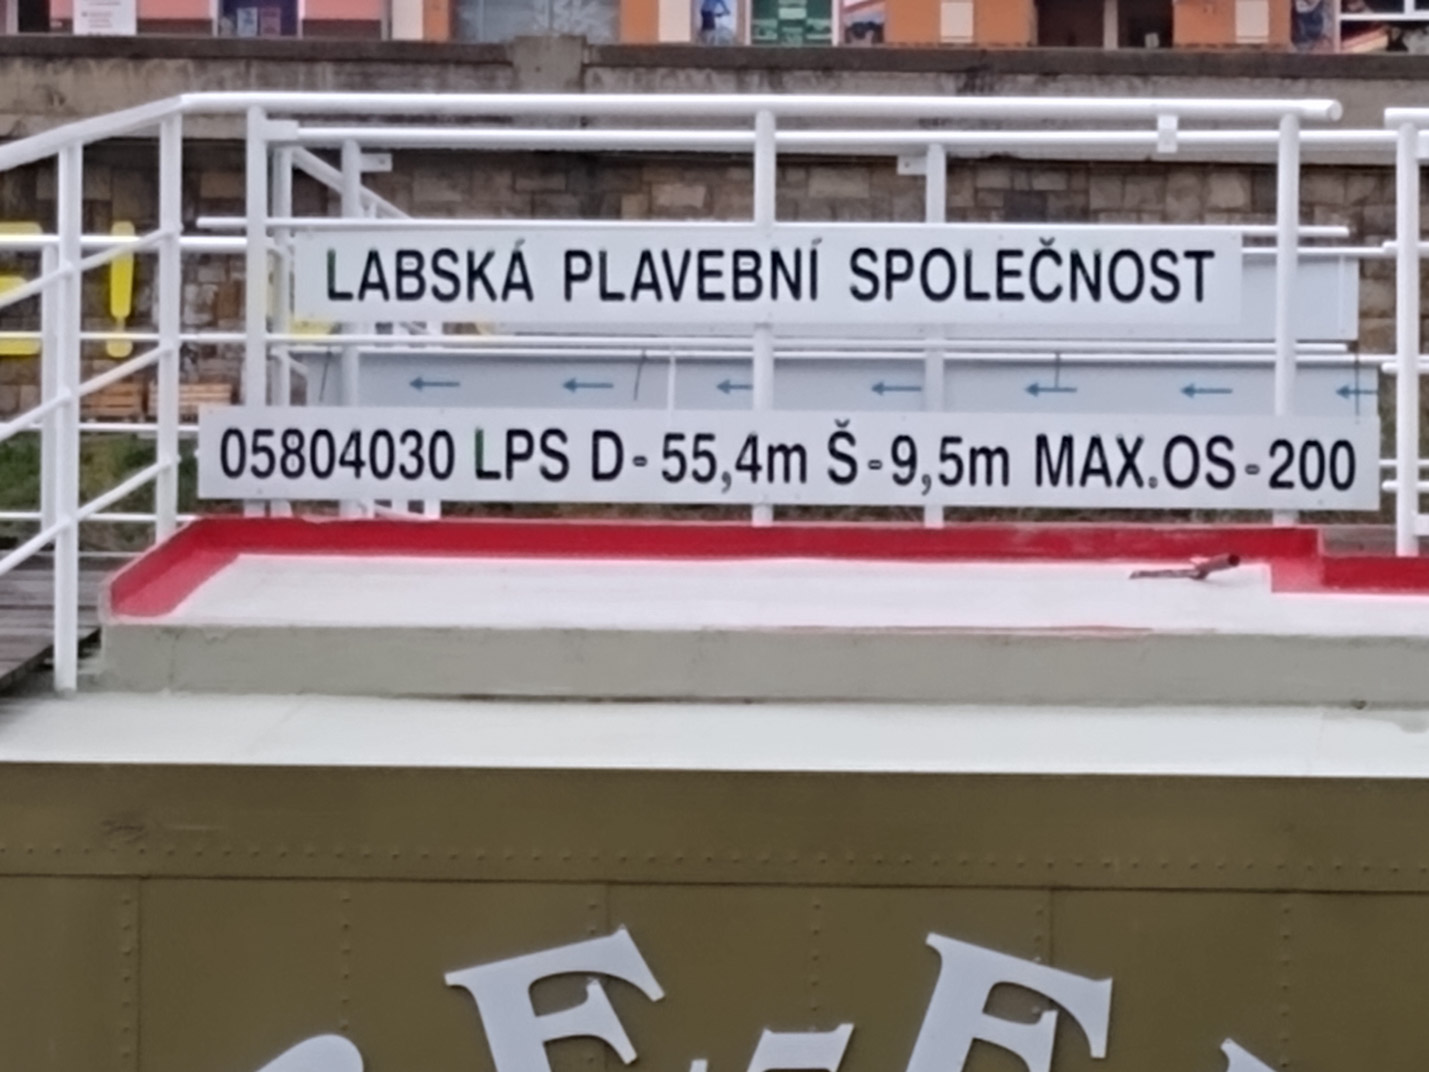 LABSKÁ PLAVEBNÍ SPOLEČNOST
05804030 LPS D-55,4m Š-9,5m MAX.OS-200